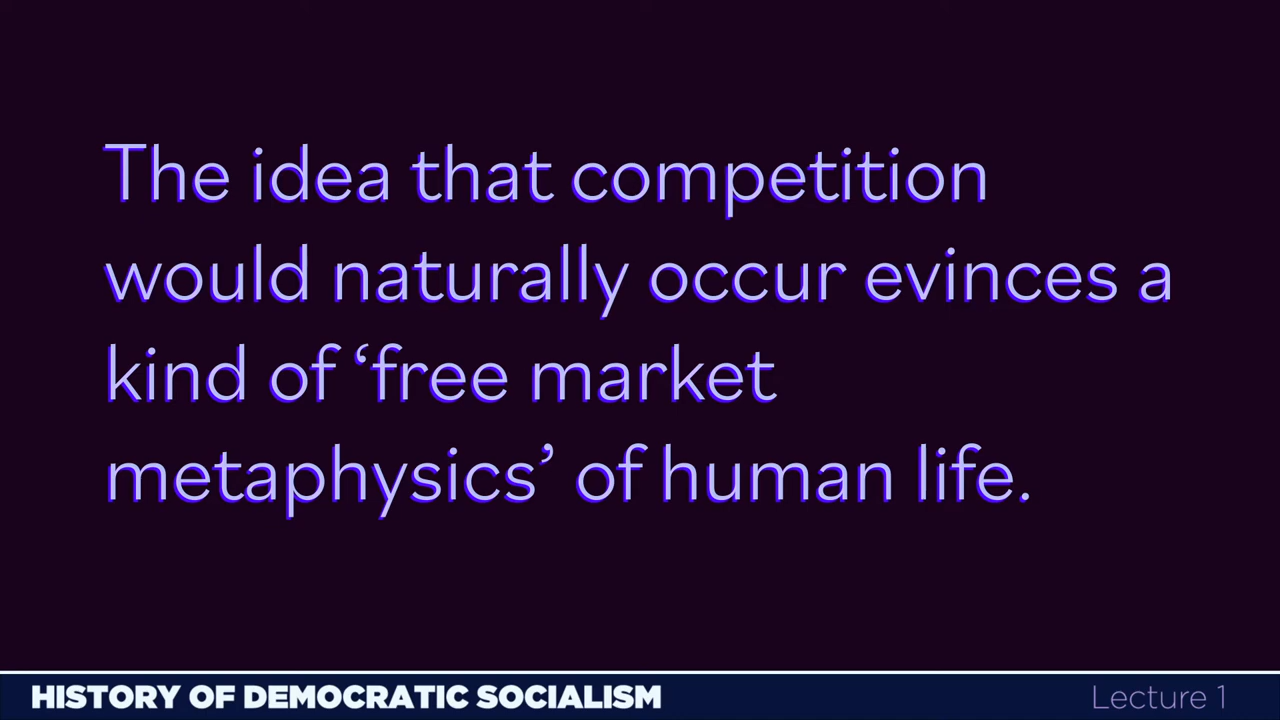 The idea that competition
would naturally occur evinces a
kind of ‘free market
metaphysics’ of human life.
HISTORY OF DEMOCRATIC SOCIALISM
Lecture 1